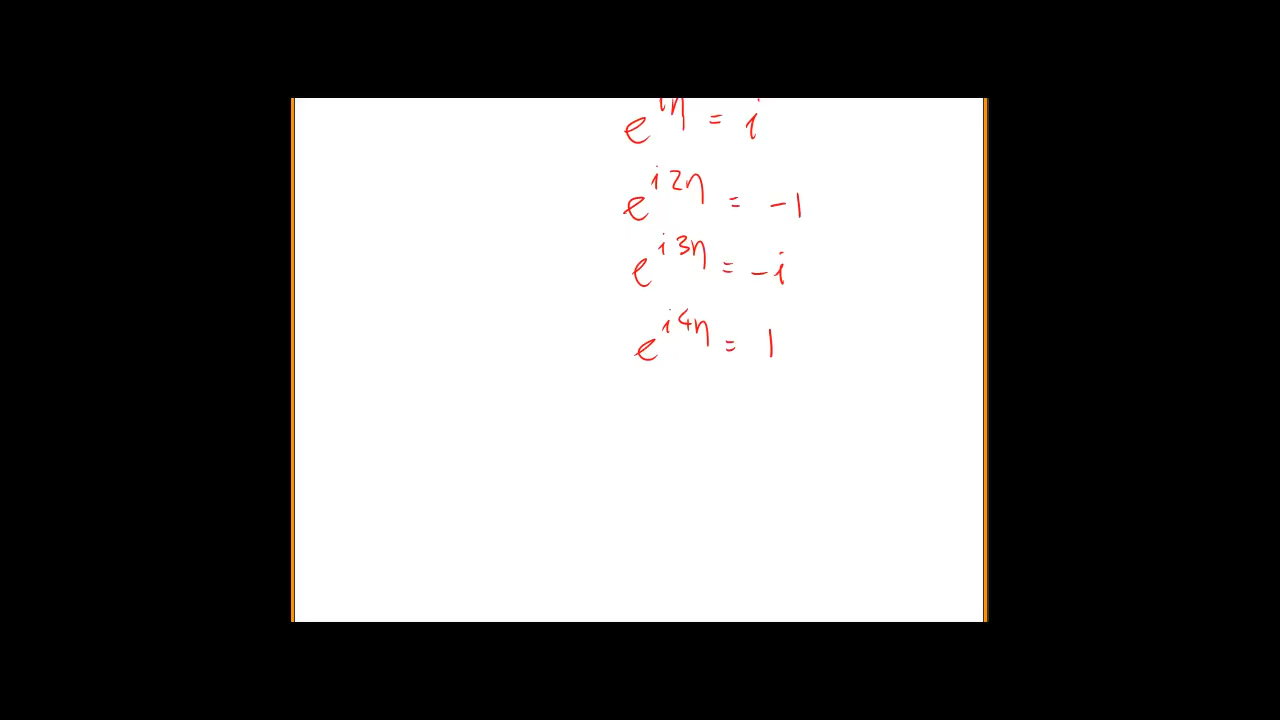 e^{iη} = i
e^{i2η} = -1
e^{i3η} = -i
e^{i4η} = 1